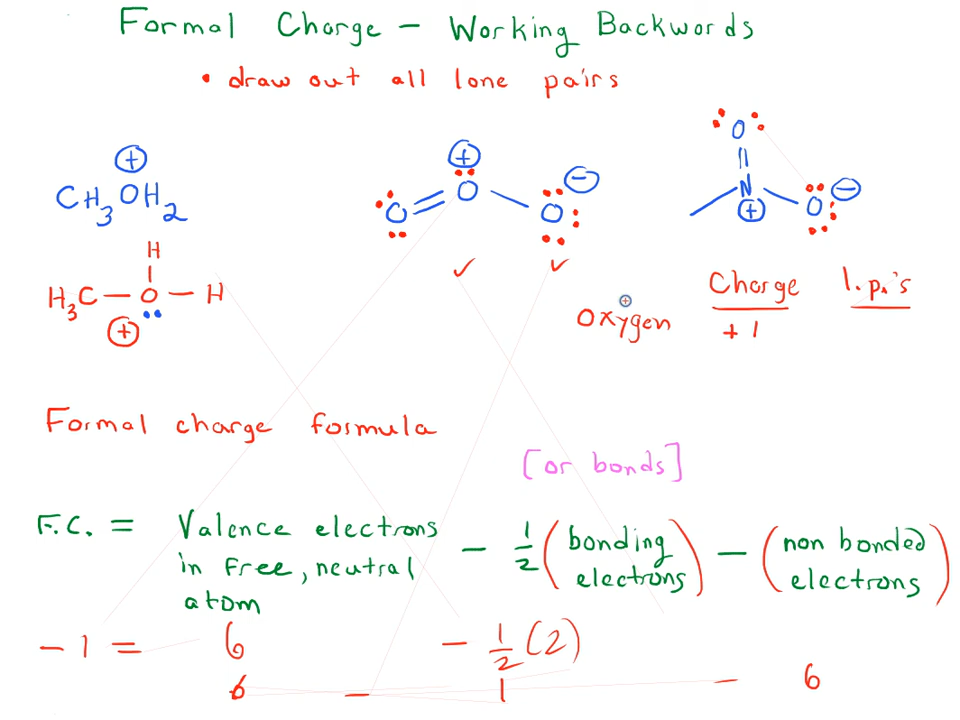 Formal Charge – Working Backwords
• draw out all lone pairs
+
CH3OH2
H
H3C – O – H
+
+
O = O – O
−
O
N O −
+
✓ ✓
Oxygen
+
Charge l.p.'s
+1
Formal charge formula
[or bonds]
F.C. = Valence electrons in free, neutral atom − 1/2 (bonding electrons) − (non bonded electrons)
−1 = 6 − 1/2 (2)
6 − 1 − 6